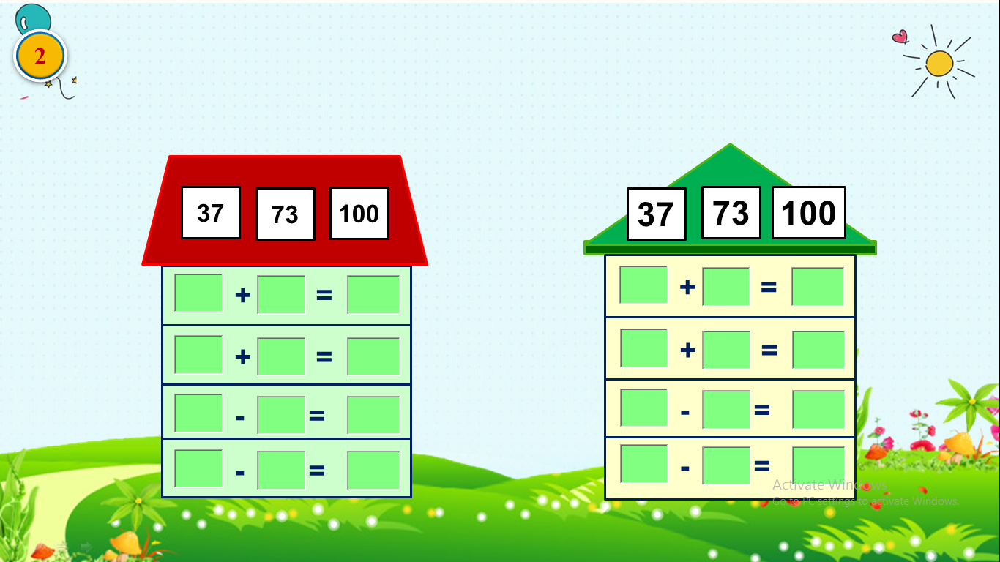 2
37 73 100
+ =
+ =
- =
- =
37 73 100
+ =
+ =
- =
- =
Activate Windows
Go to PC settings to activate Windows.